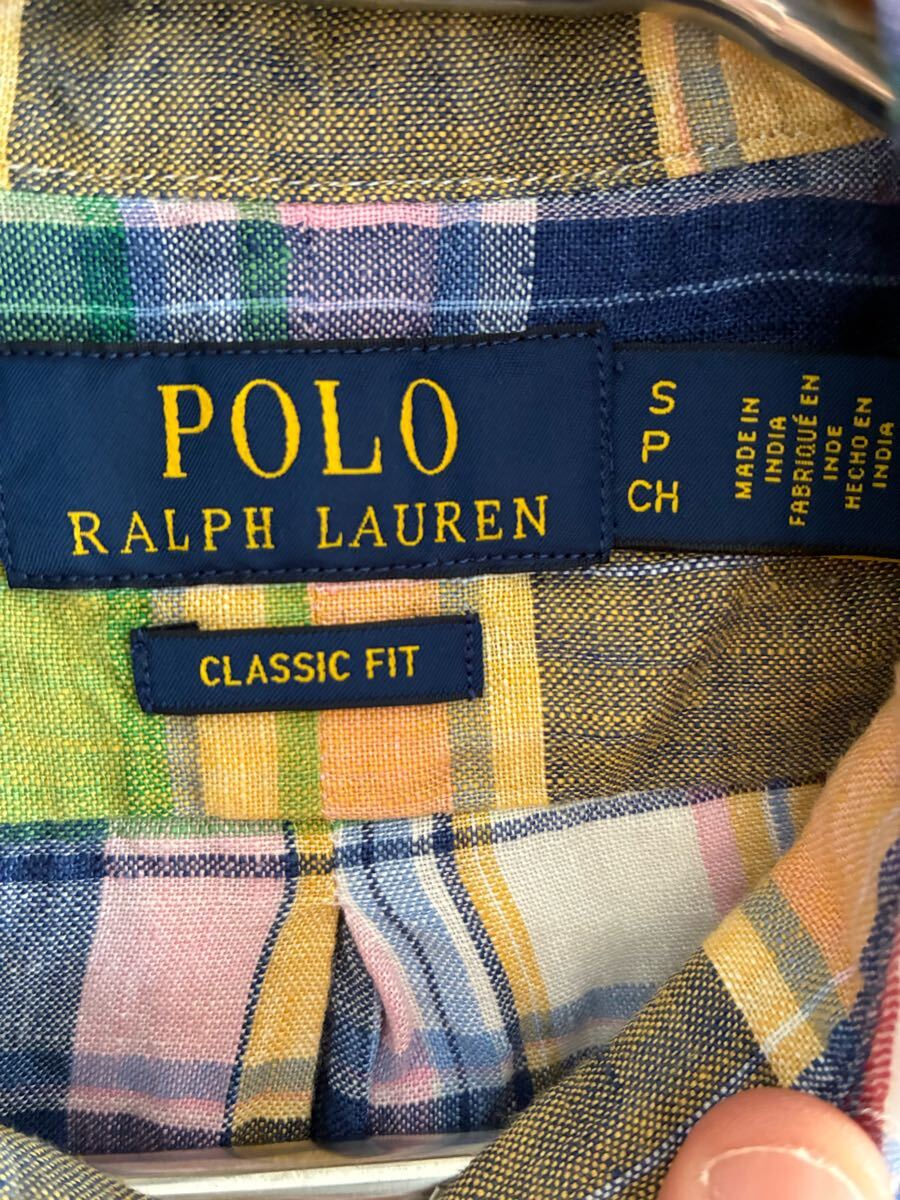 POLO
RALPH LAUREN
CLASSIC FIT
S
P
CH
MADE IN
INDIA
FABRIQUÉ EN
INDE
HECHO EN
INDIA